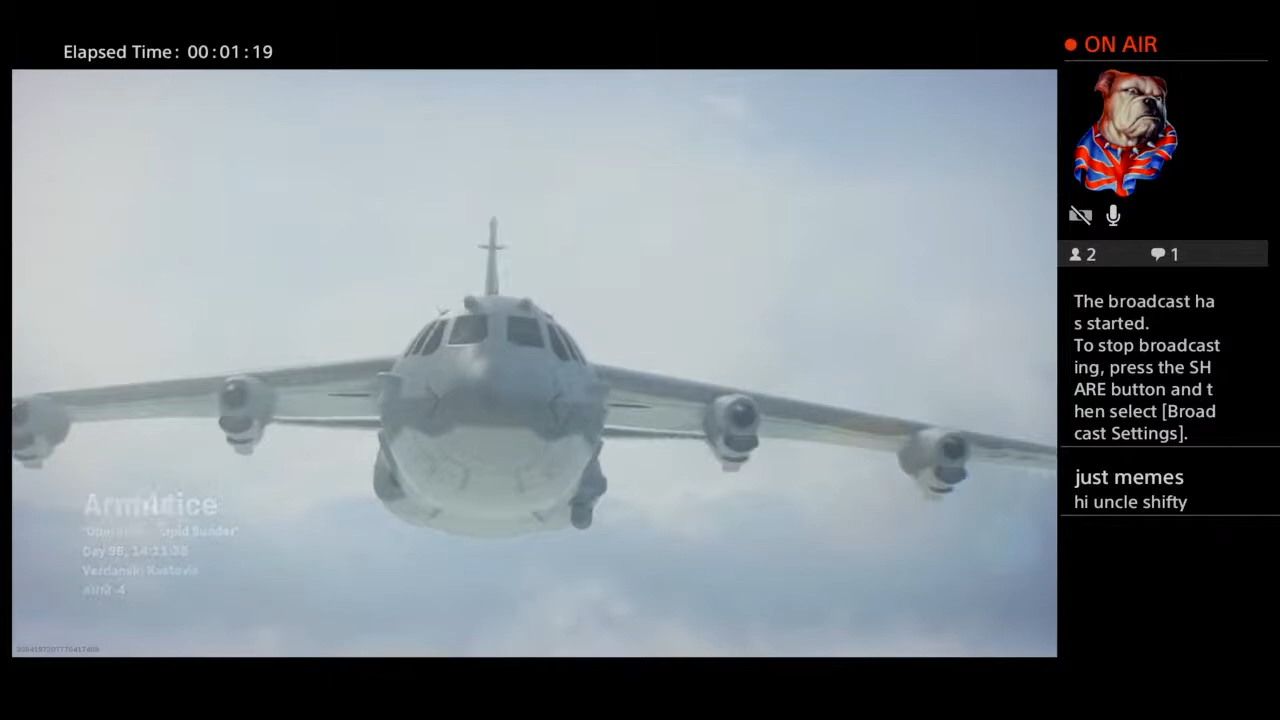 Elapsed Time: 00:01:19
ON AIR
2
1
The broadcast ha
s started.
To stop broadcast
ing, press the SH
ARE button and t
hen select [Broad
cast Settings].
just memes
hi uncle shifty
Armistice
Verdansk, Kastovia